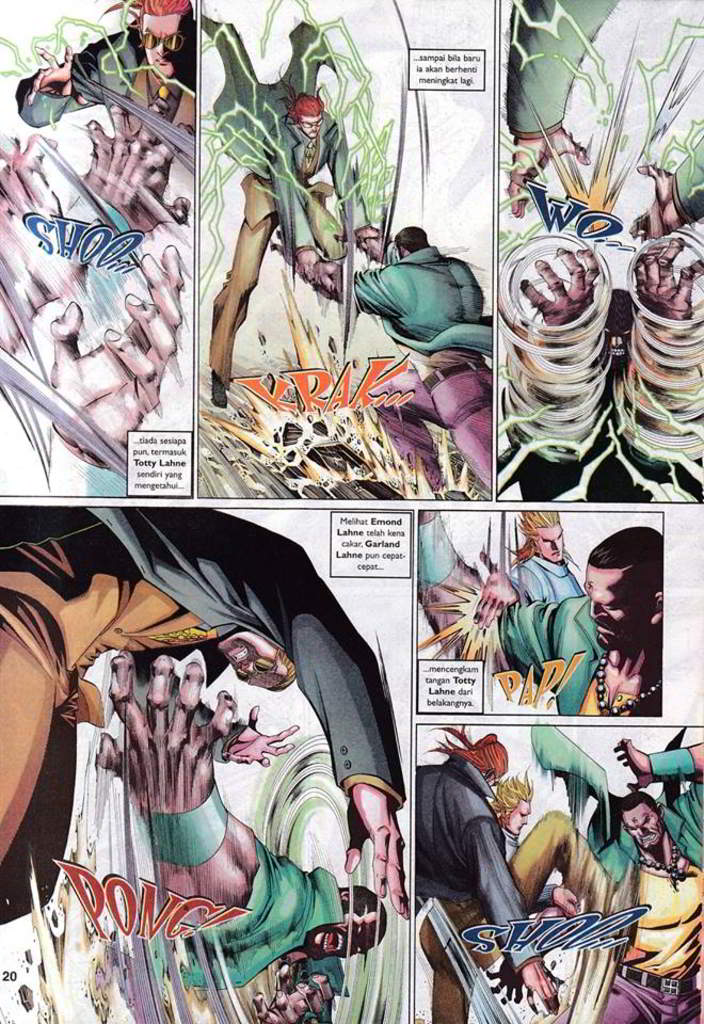 SHOO...
...tiada sesiapa
pun, termasuk
Totty Lahne
sendiri yang
mengetahui...
...sampai bila baru
ia akan berhenti
meningkat lagi.
KRAK...
WO...
Melihat Emond
Lahne telah kena
cakar, Garland
Lahne pun cepat-
cepat...
PONG!
...mencengkam
tangan Totty
Lahne dari
belakangnya.
PAP!
SHOO...
20